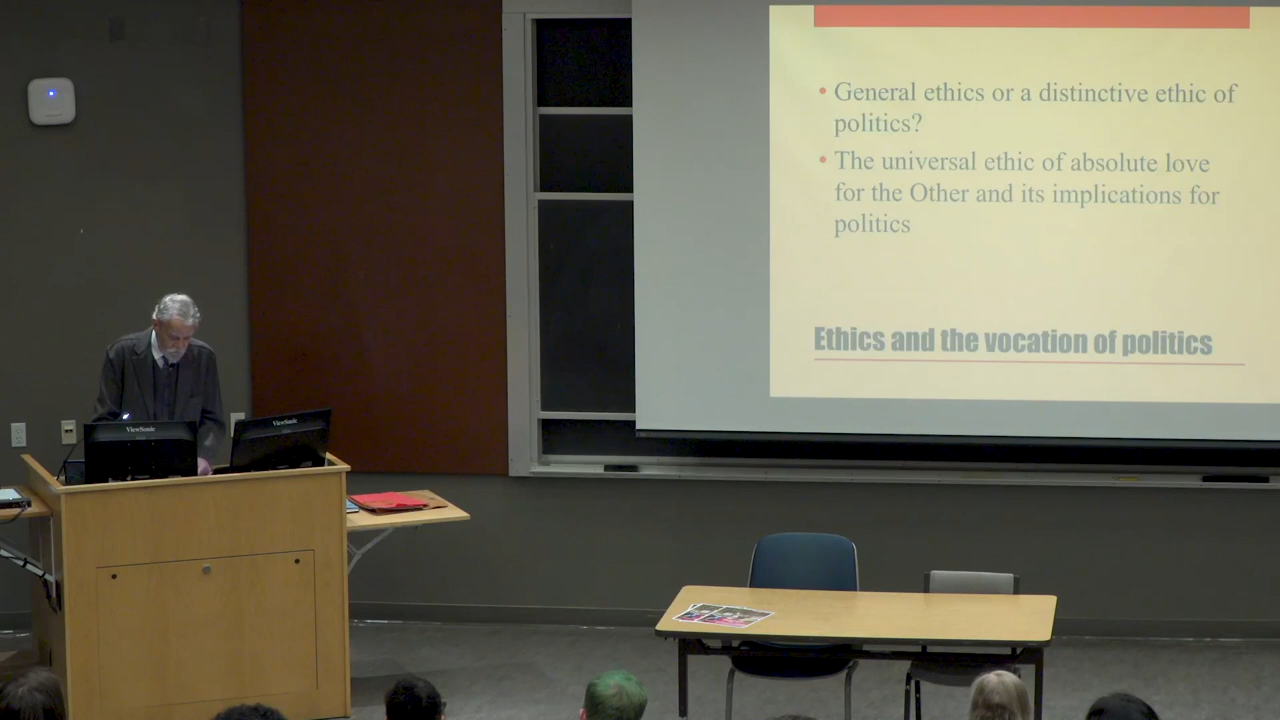 • General ethics or a distinctive ethic of
politics?
• The universal ethic of absolute love
for the Other and its implications for
politics
Ethics and the vocation of politics
ViewSonic
ViewSonic